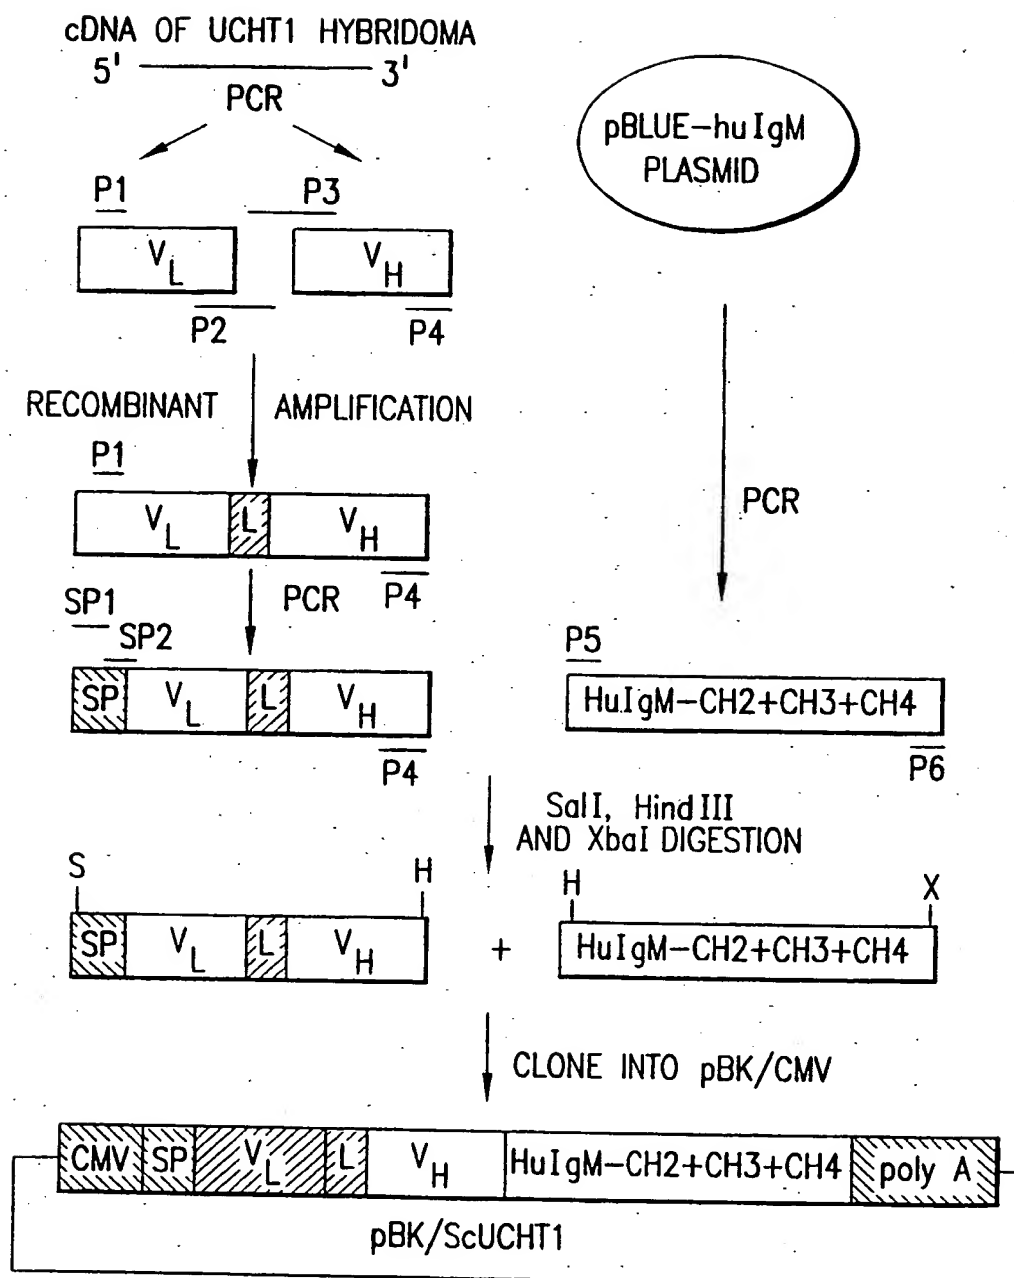 cDNA OF UCHT1 HYBRIDOMA
5' 3'
PCR
pBLUE-huIgM
PLASMID
P1 P3
VL VH
P2 P4
RECOMBINANT AMPLIFICATION
P1
VL L VH
P4
PCR
PCR
SP1
SP2
SP VL L VH
P4
P5
HuIgM-CH2+CH3+CH4
P6
SalI, HindIII
AND XbaI DIGESTION
S H
SP VL L VH
+
H X
HuIgM-CH2+CH3+CH4
CLONE INTO pBK/CMV
CMV SP VL L VH HuIgM-CH2+CH3+CH4 poly A
pBK/ScUCHT1